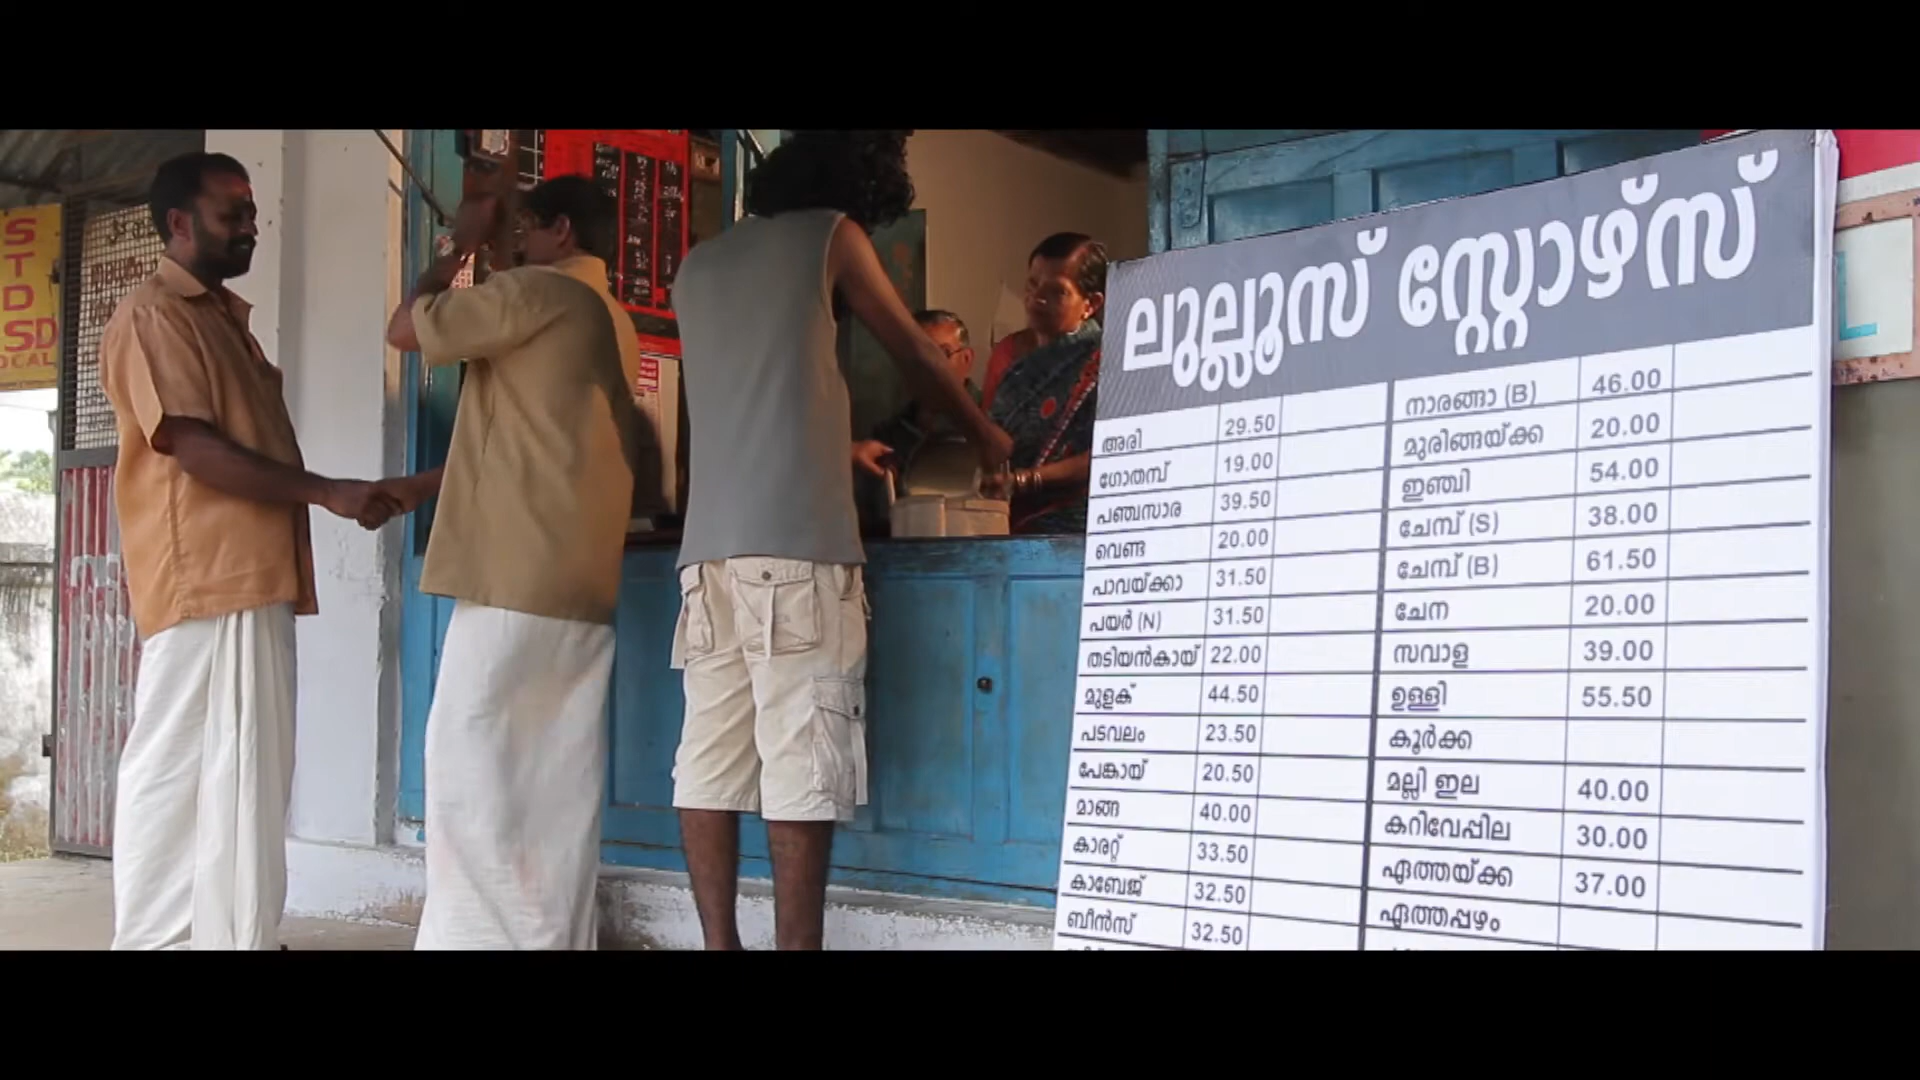 S
T
D
SD
OCAL
ലുല്ലൂസ് സ്റ്റോഴ്സ്
അരി 29.50
ഗോതമ്പ് 19.00
പഞ്ചസാര 39.50
വെണ്ട 20.00
പാവയ്ക്കാ 31.50
പയർ (N) 31.50
തടിയൻകായ് 22.00
മുളക് 44.50
പടവലം 23.50
പേങ്കായ് 20.50
മാങ്ങ 40.00
കാരറ്റ് 33.50
കാബേജ് 32.50
ബീൻസ് 32.50
നാരങ്ങാ (B) 46.00
മുരിങ്ങയ്ക്ക 20.00
ഇഞ്ചി 54.00
ചേമ്പ് (S) 38.00
ചേമ്പ് (B) 61.50
ചേന 20.00
സവാള 39.00
ഉള്ളി 55.50
കൂർക്ക
മല്ലി ഇല 40.00
കറിവേപ്പില 30.00
ഏത്തയ്ക്ക 37.00
ഏത്തപ്പഴം
L